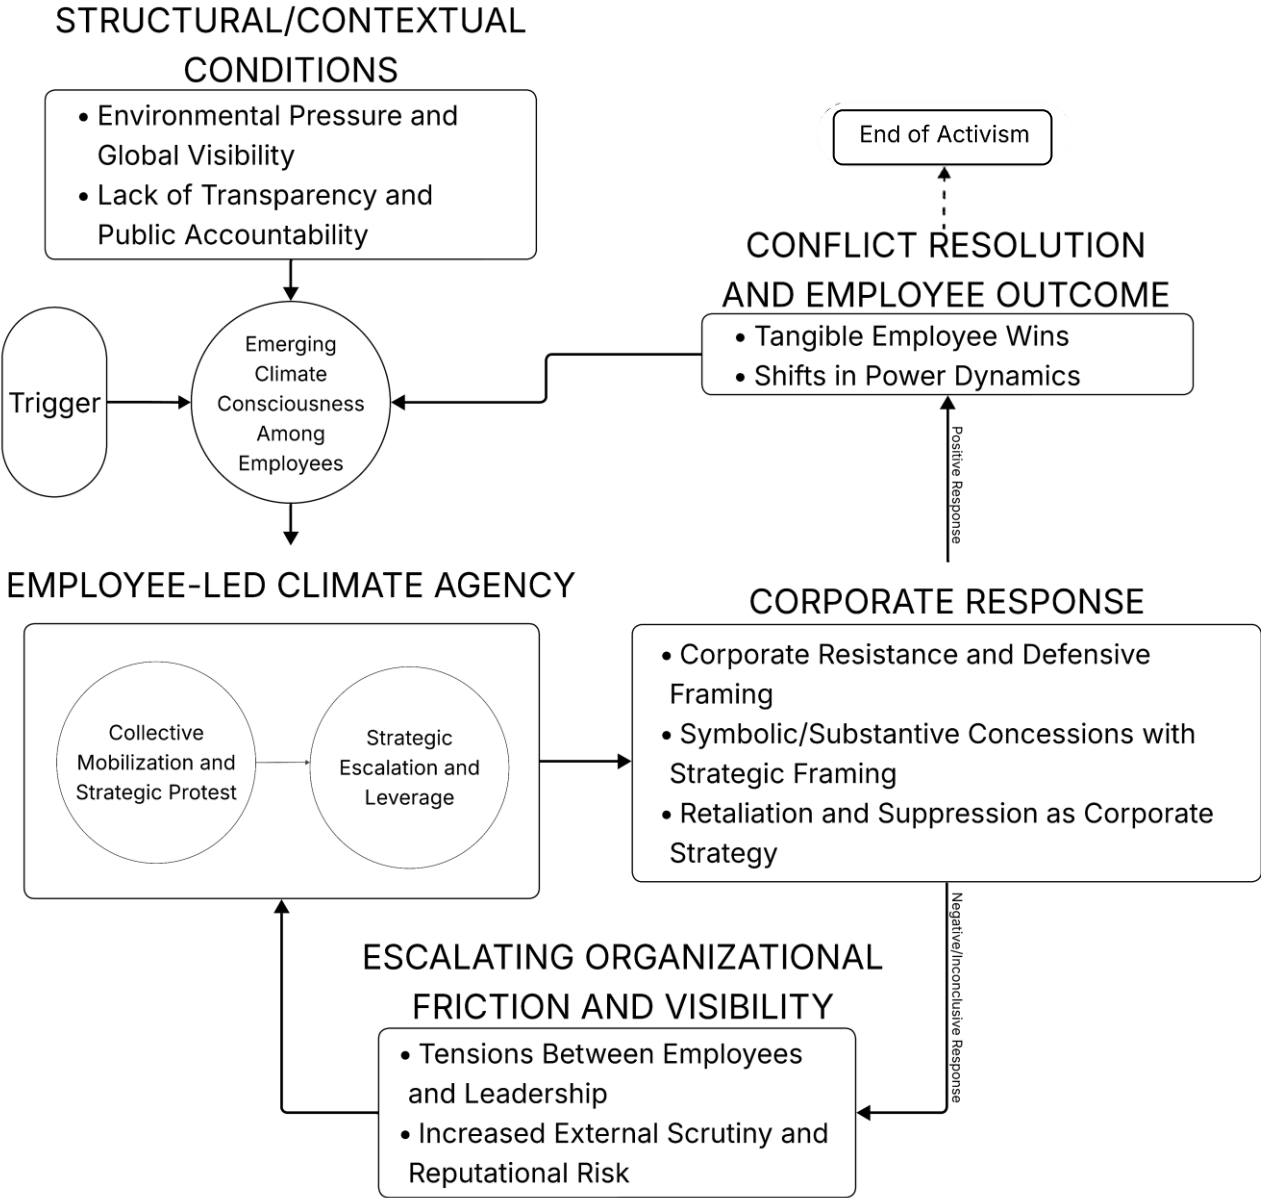 STRUCTURAL/CONTEXTUAL
CONDITIONS
• Environmental Pressure and
Global Visibility
• Lack of Transparency and
Public Accountability
End of Activism
CONFLICT RESOLUTION
AND EMPLOYEE OUTCOME
• Tangible Employee Wins
• Shifts in Power Dynamics
Trigger
Emerging
Climate
Consciousness
Among
Employees
Positive Response
EMPLOYEE-LED CLIMATE AGENCY
Collective
Mobilization and
Strategic Protest
Strategic
Escalation and
Leverage
CORPORATE RESPONSE
• Corporate Resistance and Defensive
Framing
• Symbolic/Substantive Concessions with
Strategic Framing
• Retaliation and Suppression as Corporate
Strategy
Negative/Inconclusive Response
ESCALATING ORGANIZATIONAL
FRICTION AND VISIBILITY
• Tensions Between Employees
and Leadership
• Increased External Scrutiny and
Reputational Risk